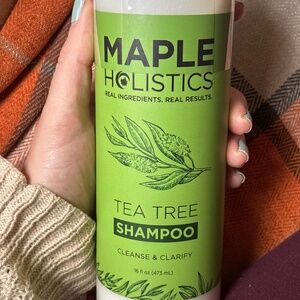 MAPLE
HOLISTICS
REAL INGREDIENTS. REAL RESULTS.
TEA TREE
SHAMPOO
CLEANSE & CLARIFY
16 fl oz (473 mL)